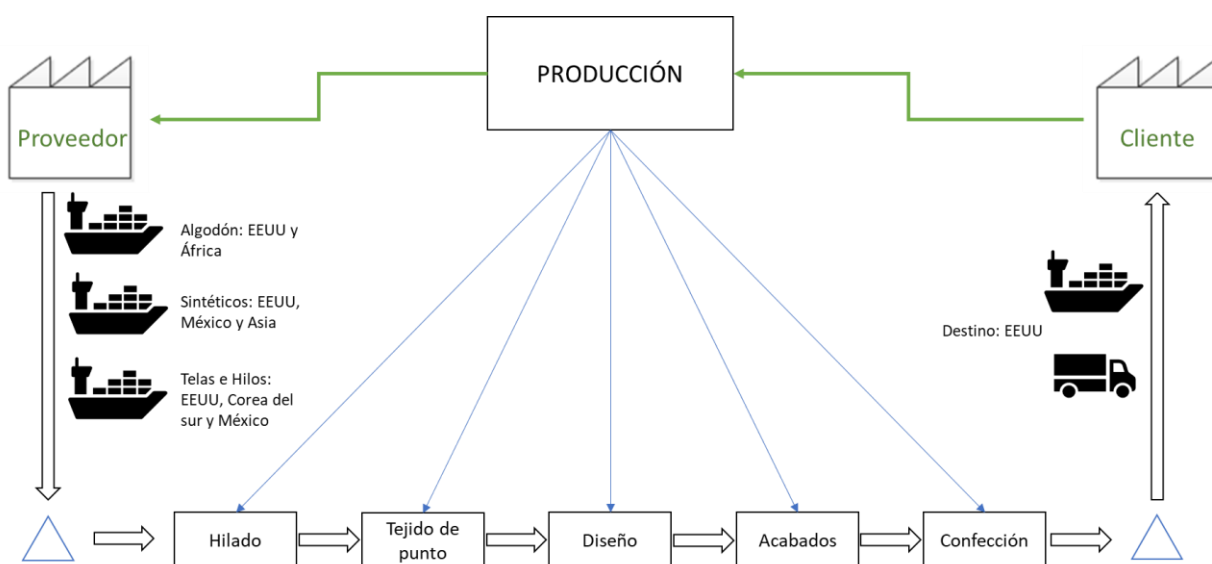 PRODUCCIÓN
Proveedor
Cliente
Algodón: EEUU y
África
Sintéticos: EEUU,
México y Asia
Telas e Hilos:
EEUU, Corea del
sur y México
Destino: EEUU
Hilado
Tejido de
punto
Diseño
Acabados
Confección